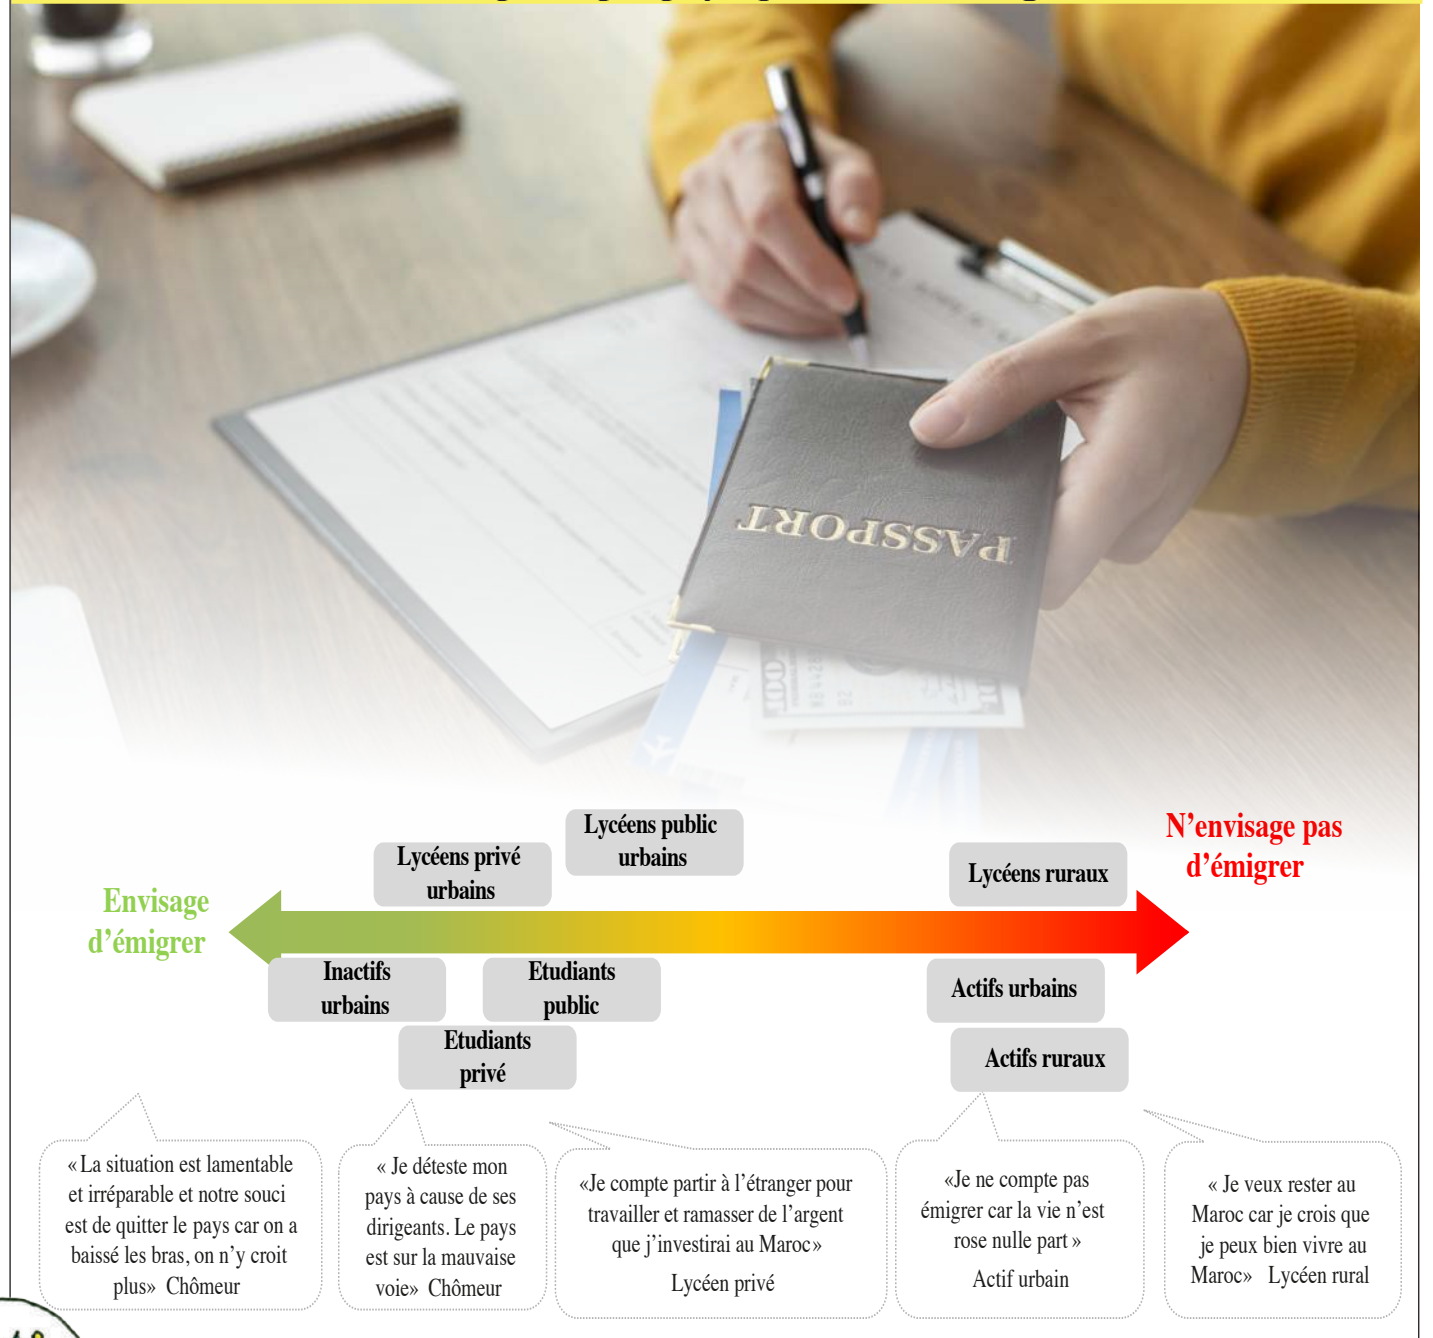 PASSPORT
100
Lycéens public
urbains
Lycéens privé
urbains
Lycéens ruraux
N’envisage pas
d’émigrer
Envisage
d’émigrer
Inactifs
urbains
Etudiants
public
Actifs urbains
Etudiants
privé
Actifs ruraux
« La situation est lamentable
et irréparable et notre souci
est de quitter le pays car on a
baissé les bras, on n’y croit
plus» Chômeur
« Je déteste mon
pays à cause de ses
dirigeants. Le pays
est sur la mauvaise
voie» Chômeur
«Je compte partir à l’étranger pour
travailler et ramasser de l’argent
que j’investirai au Maroc»
Lycéen privé
«Je ne compte pas
émigrer car la vie n’est
rose nulle part »
Actif urbain
« Je veux rester au
Maroc car je crois que
je peux bien vivre au
Maroc» Lycéen rural